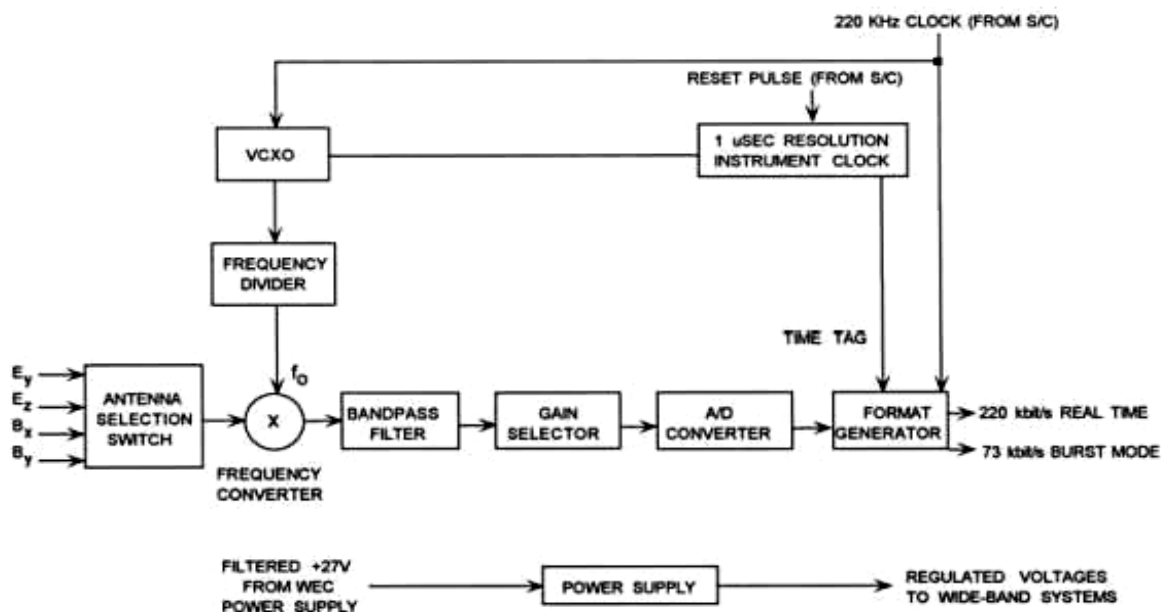 220 KHz CLOCK (FROM S/C)
RESET PULSE (FROM S/C)
VCXO
1 uSEC RESOLUTION
INSTRUMENT CLOCK
FREQUENCY
DIVIDER
TIME TAG
fo
Ey
Ez
Bx
By
ANTENNA
SELECTION
SWITCH
X
BANDPASS
FILTER
GAIN
SELECTOR
A/D
CONVERTER
FORMAT
GENERATOR
220 kbit/s REAL TIME
73 kbit/s BURST MODE
FREQUENCY
CONVERTER
FILTERED +27V
FROM WEC
POWER SUPPLY
POWER SUPPLY
REGULATED VOLTAGES
TO WIDE-BAND SYSTEMS